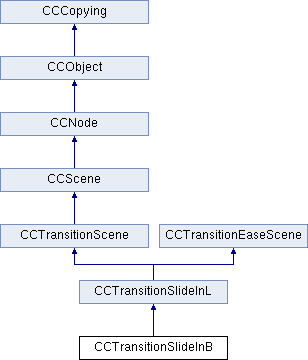 CCCopying
CCObject
CCNode
CCScene
CCTransitionScene
CCTransitionEaseScene
CCTransitionSlideInL
CCTransitionSlideInB